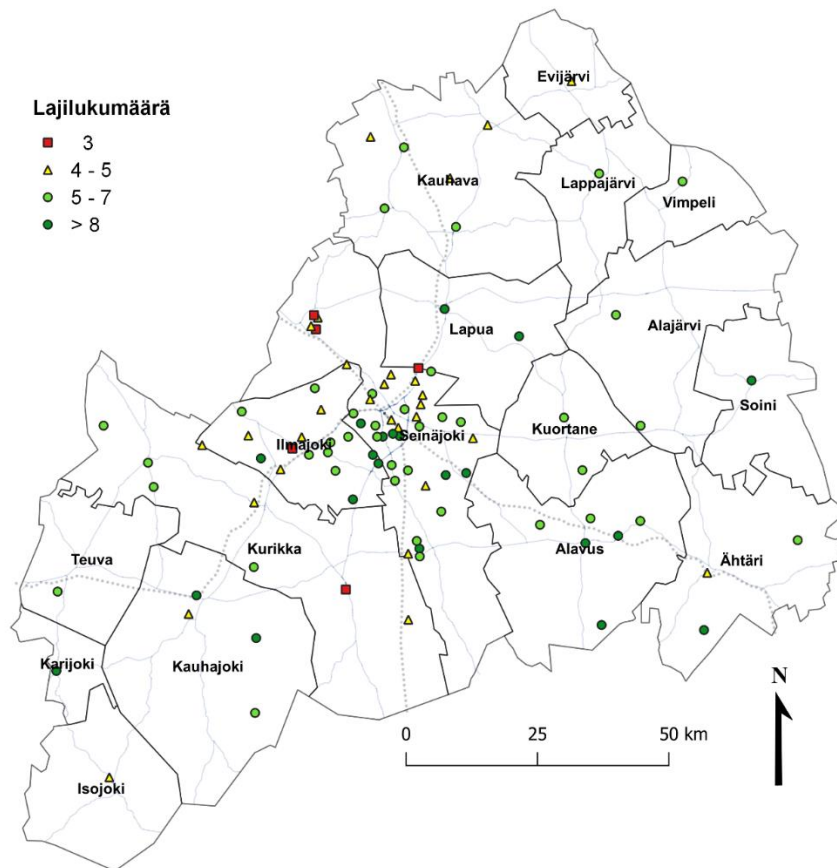 Evijärvi
Lajilukumäärä
3
4 - 5
5 - 7
> 8
Kauhava
Lappajärvi
Vimpeli
Lapua
Alajärvi
Soini
Kuortane
Seinäjoki
Ilmajoki
Kurikka
Alavus
Ähtäri
Teuva
Karijoki
Kauhajoki
N
0 25 50 km
Isojoki